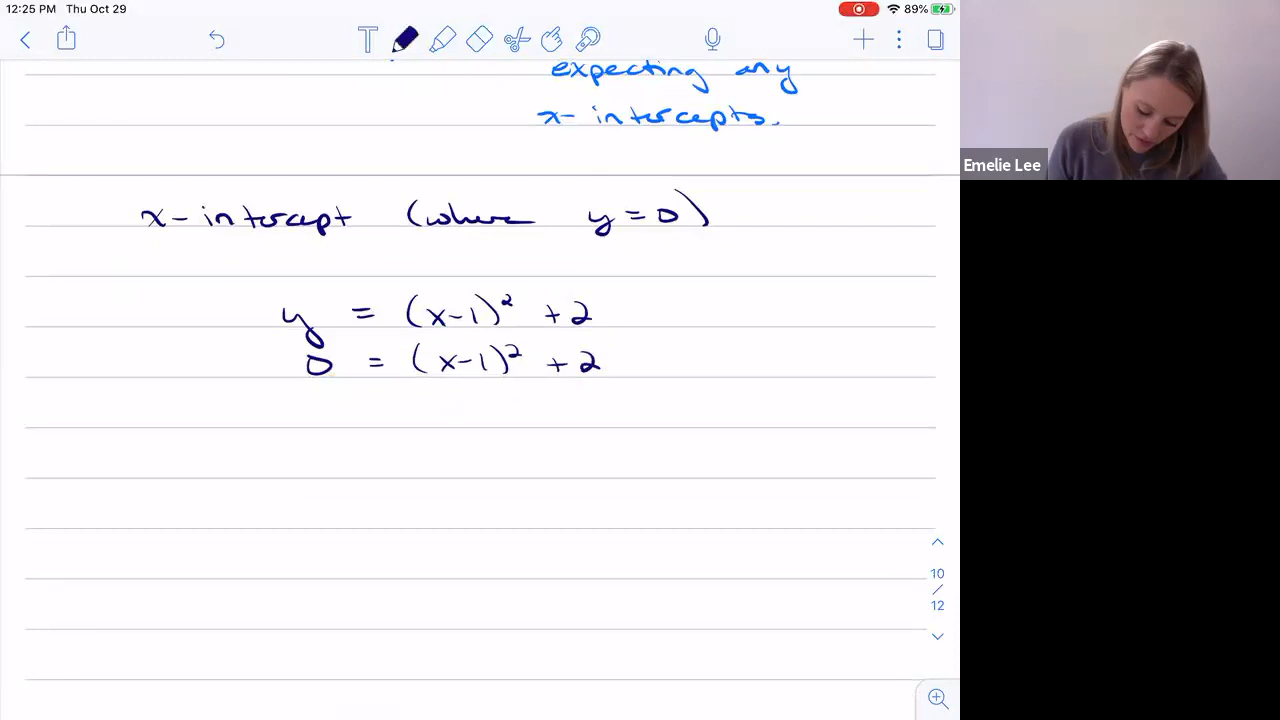 12:25 PM Thu Oct 29
89%
T
expecting any
x-intercepts.
x-intercept (where y=0)
y = (x-1)² +2
0 = (x-1)² +2
10
/
12
Emelie Lee